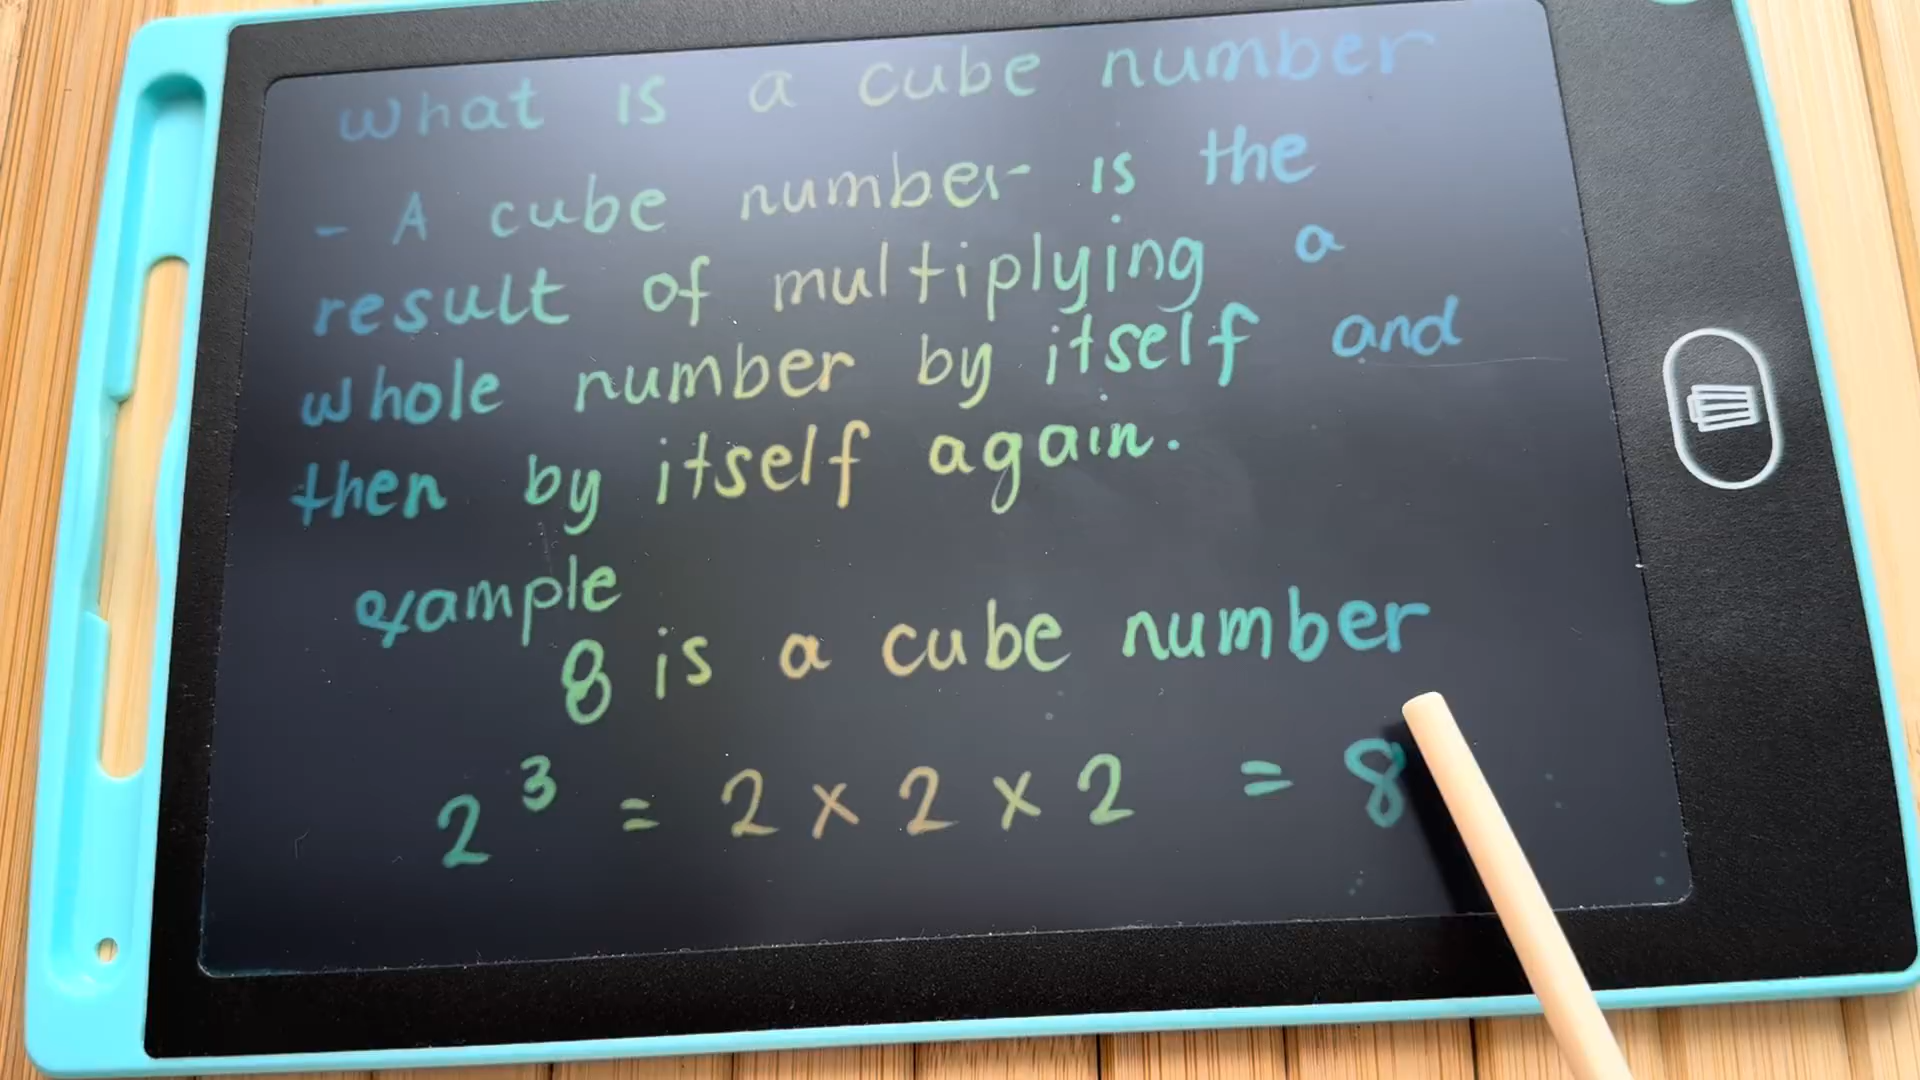 What is a cube number
- A cube number is the
result of multiplying a
whole number by itself and
then by itself again.
example
8 is a cube number
2³ = 2 x 2 x 2 = 8